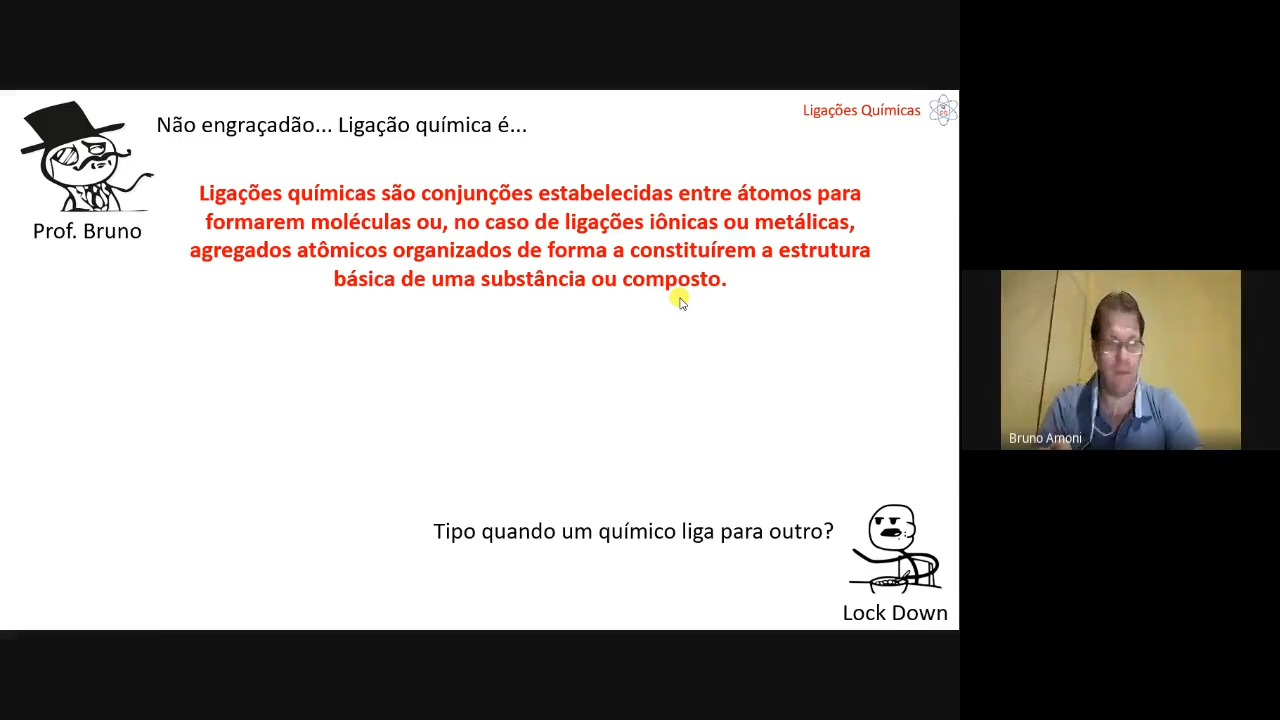 Ligações Químicas
Não engraçadão... Ligação química é...
Prof. Bruno
Ligações químicas são conjunções estabelecidas entre átomos para
formarem moléculas ou, no caso de ligações iônicas ou metálicas,
agregados atômicos organizados de forma a constituírem a estrutura
básica de uma substância ou composto.
Bruno Amoni
Tipo quando um químico liga para outro?
Lock Down